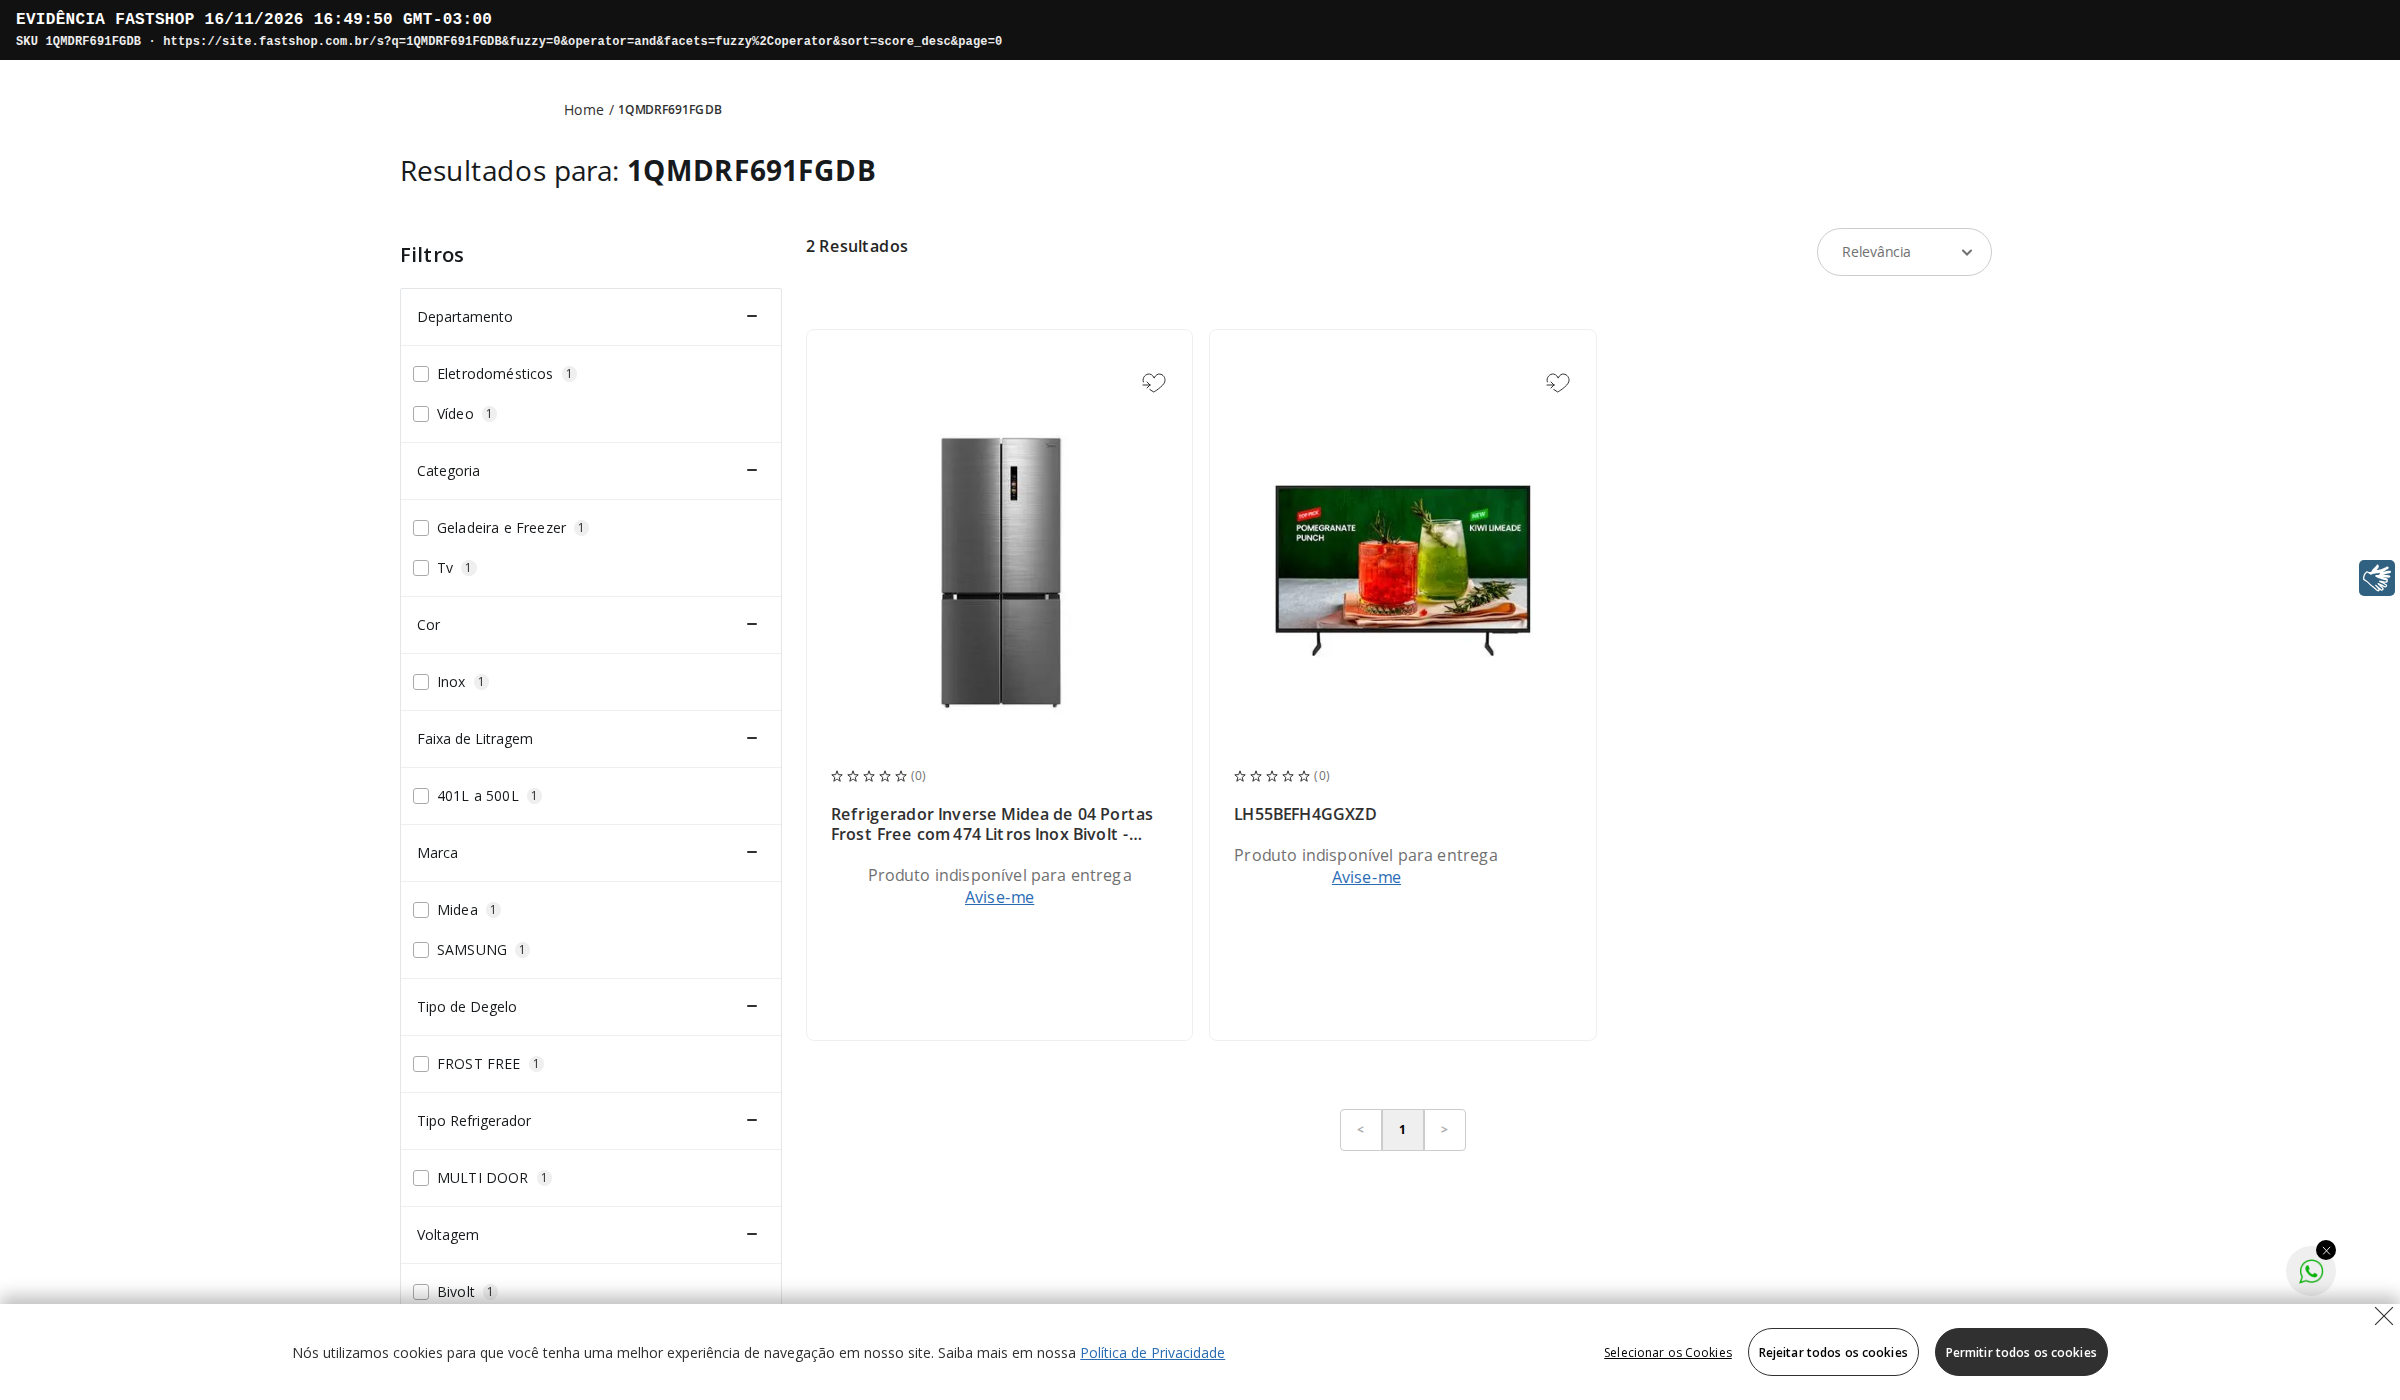 EVIDÊNCIA FASTSHOP 16/11/2026 16:49:50 GMT-03:00
SKU 1QMDRF691FGDB · https://site.fastshop.com.br/s?q=1QMDRF691FGDB&fuzzy=0&operator=and&facets=fuzzy%2Coperator&sort=score_desc&page=0
Home / 1QMDRF691FGDB
Resultados para: 1QMDRF691FGDB
Filtros
2 Resultados
Relevância
Departamento
Eletrodomésticos 1
Vídeo 1
Categoria
Geladeira e Freezer 1
Tv 1
Cor
Inox 1
Faixa de Litragem
401L a 500L 1
Marca
Midea 1
SAMSUNG 1
Tipo de Degelo
FROST FREE 1
Tipo Refrigerador
MULTI DOOR 1
Voltagem
Bivolt 1
(0)
Refrigerador Inverse Midea de 04 Portas
Frost Free com 474 Litros Inox Bivolt -...
Produto indisponível para entrega
Avise-me
TOP PICK
POMEGRANATE
PUNCH
NEW
KIWI LIMEADE
(0)
LH55BEFH4GGXZD
Produto indisponível para entrega
Avise-me
< 1 >
Nós utilizamos cookies para que você tenha uma melhor experiência de navegação em nosso site. Saiba mais em nossa Política de Privacidade
Selecionar os Cookies
Rejeitar todos os cookies
Permitir todos os cookies